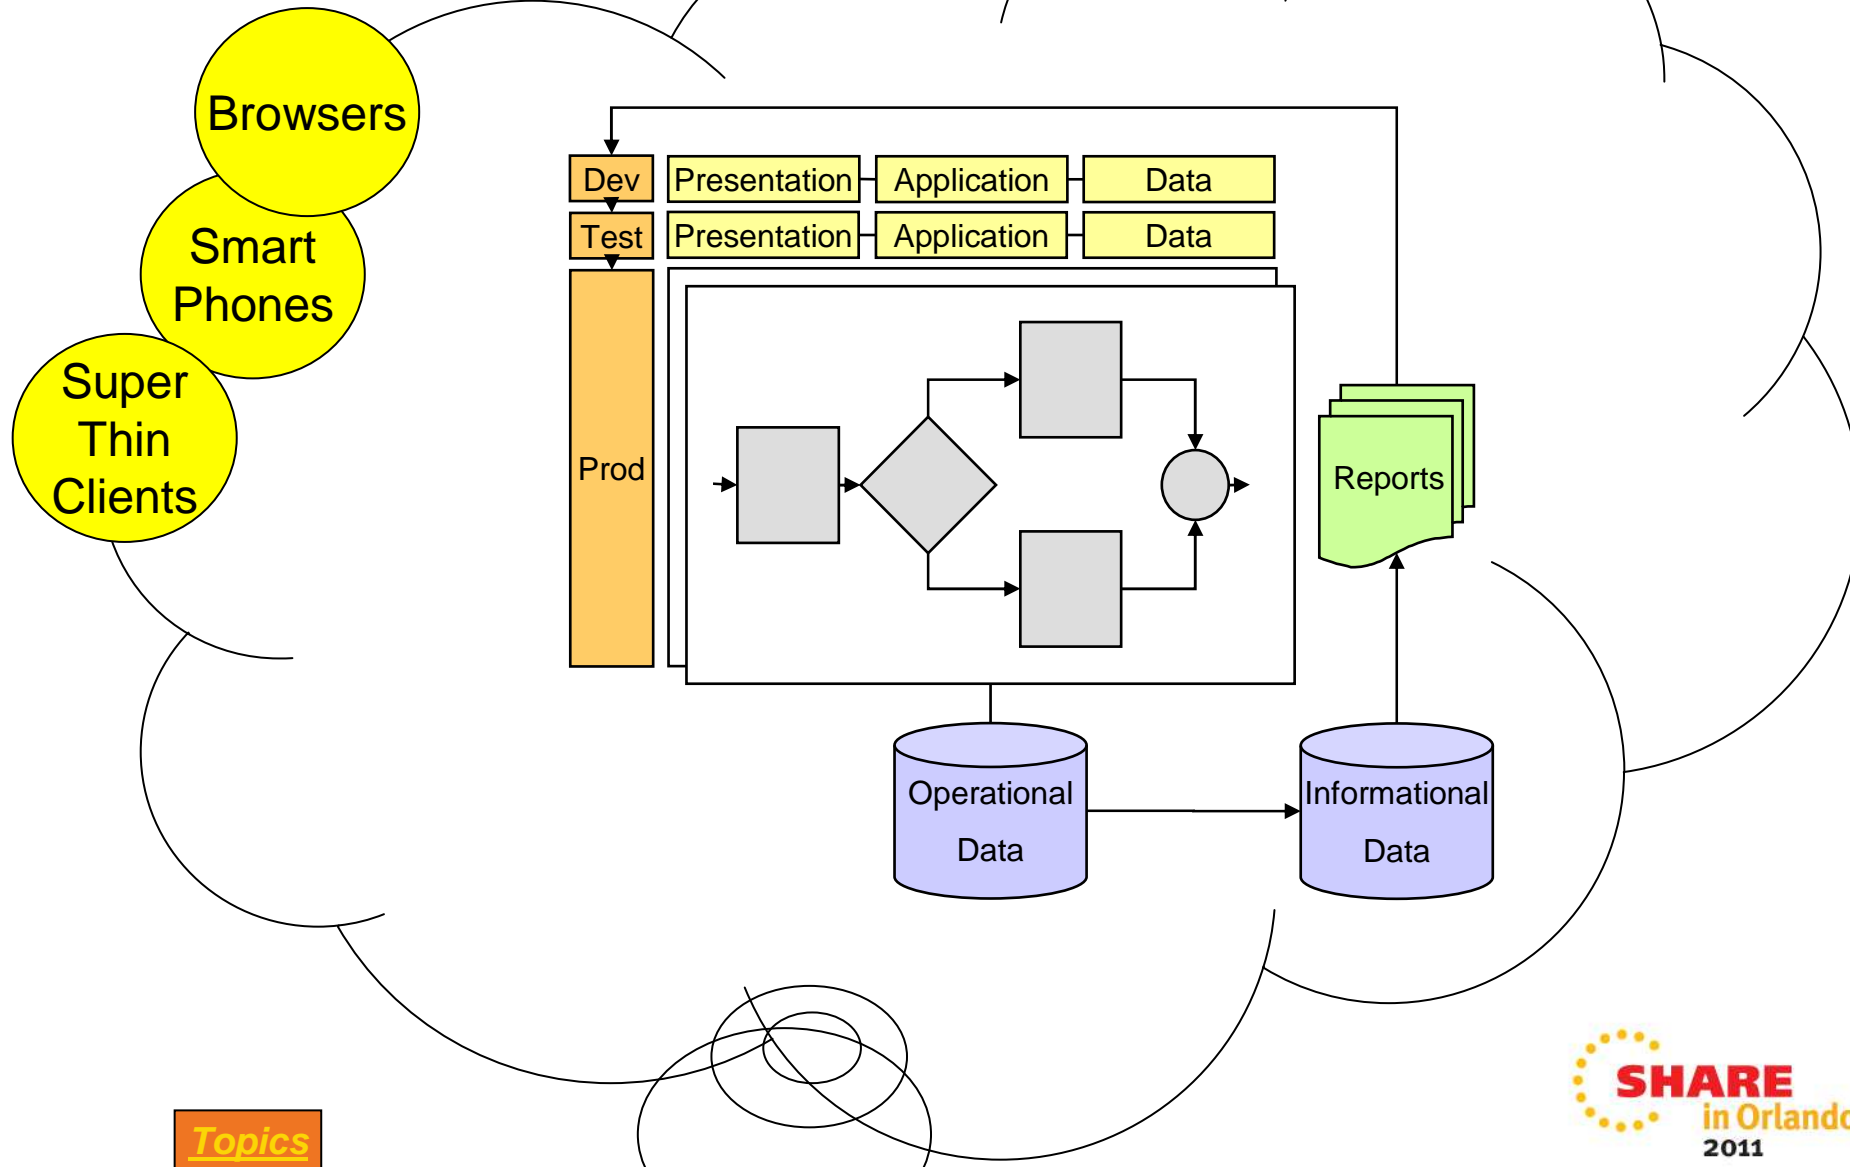 Browsers
Smart
Phones
Super
Thin
Clients
Dev
Presentation
Application
Data
Test
Presentation
Application
Data
Prod
Reports
Operational
Data
Informational
Data
Topics
SHARE
in Orlando
2011